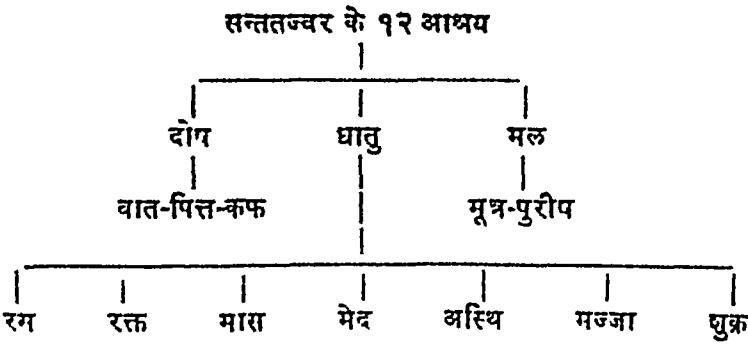 सन्ततज्वर के १२ आश्रय
दोष धातु मल
वात-पित्त-कफ मूत्र-पुरीष
रस रक्त मांस मेद अस्थि मज्जा शुक्र